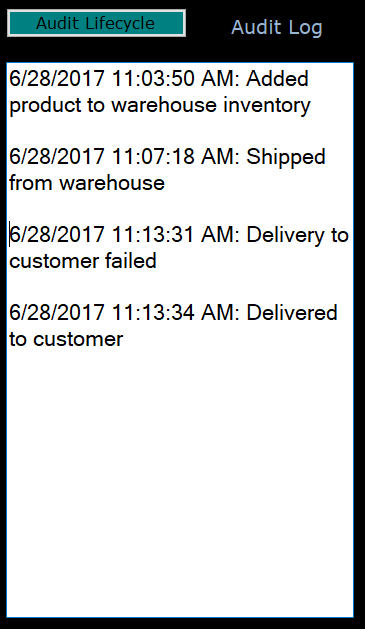 Audit Lifecycle
Audit Log
6/28/2017 11:03:50 AM: Added
product to warehouse inventory
6/28/2017 11:07:18 AM: Shipped
from warehouse
6/28/2017 11:13:31 AM: Delivery to
customer failed
6/28/2017 11:13:34 AM: Delivered
to customer